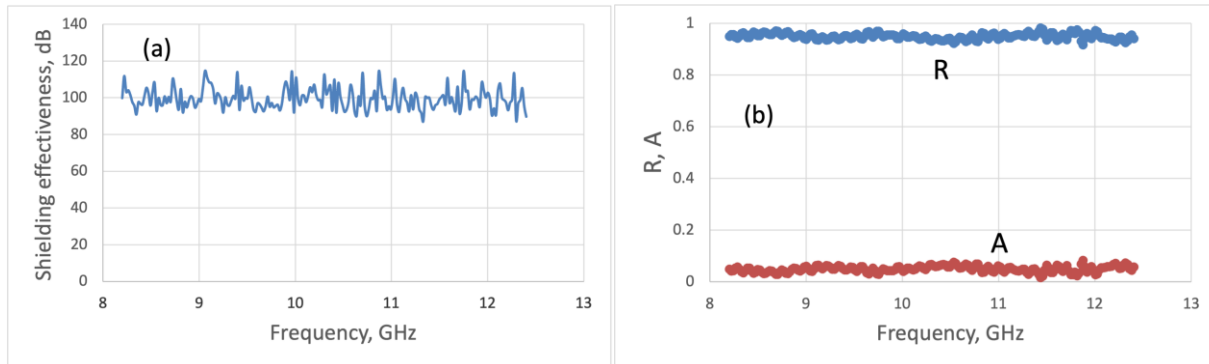 Shielding effectiveness, dB
140
120
100
80
60
40
20
0
(a)
8 9 10 11 12 13
Frequency, GHz
R, A
1
0.8
0.6
0.4
0.2
0
R
(b)
A
8 9 10 11 12 13
Frequency, GHz